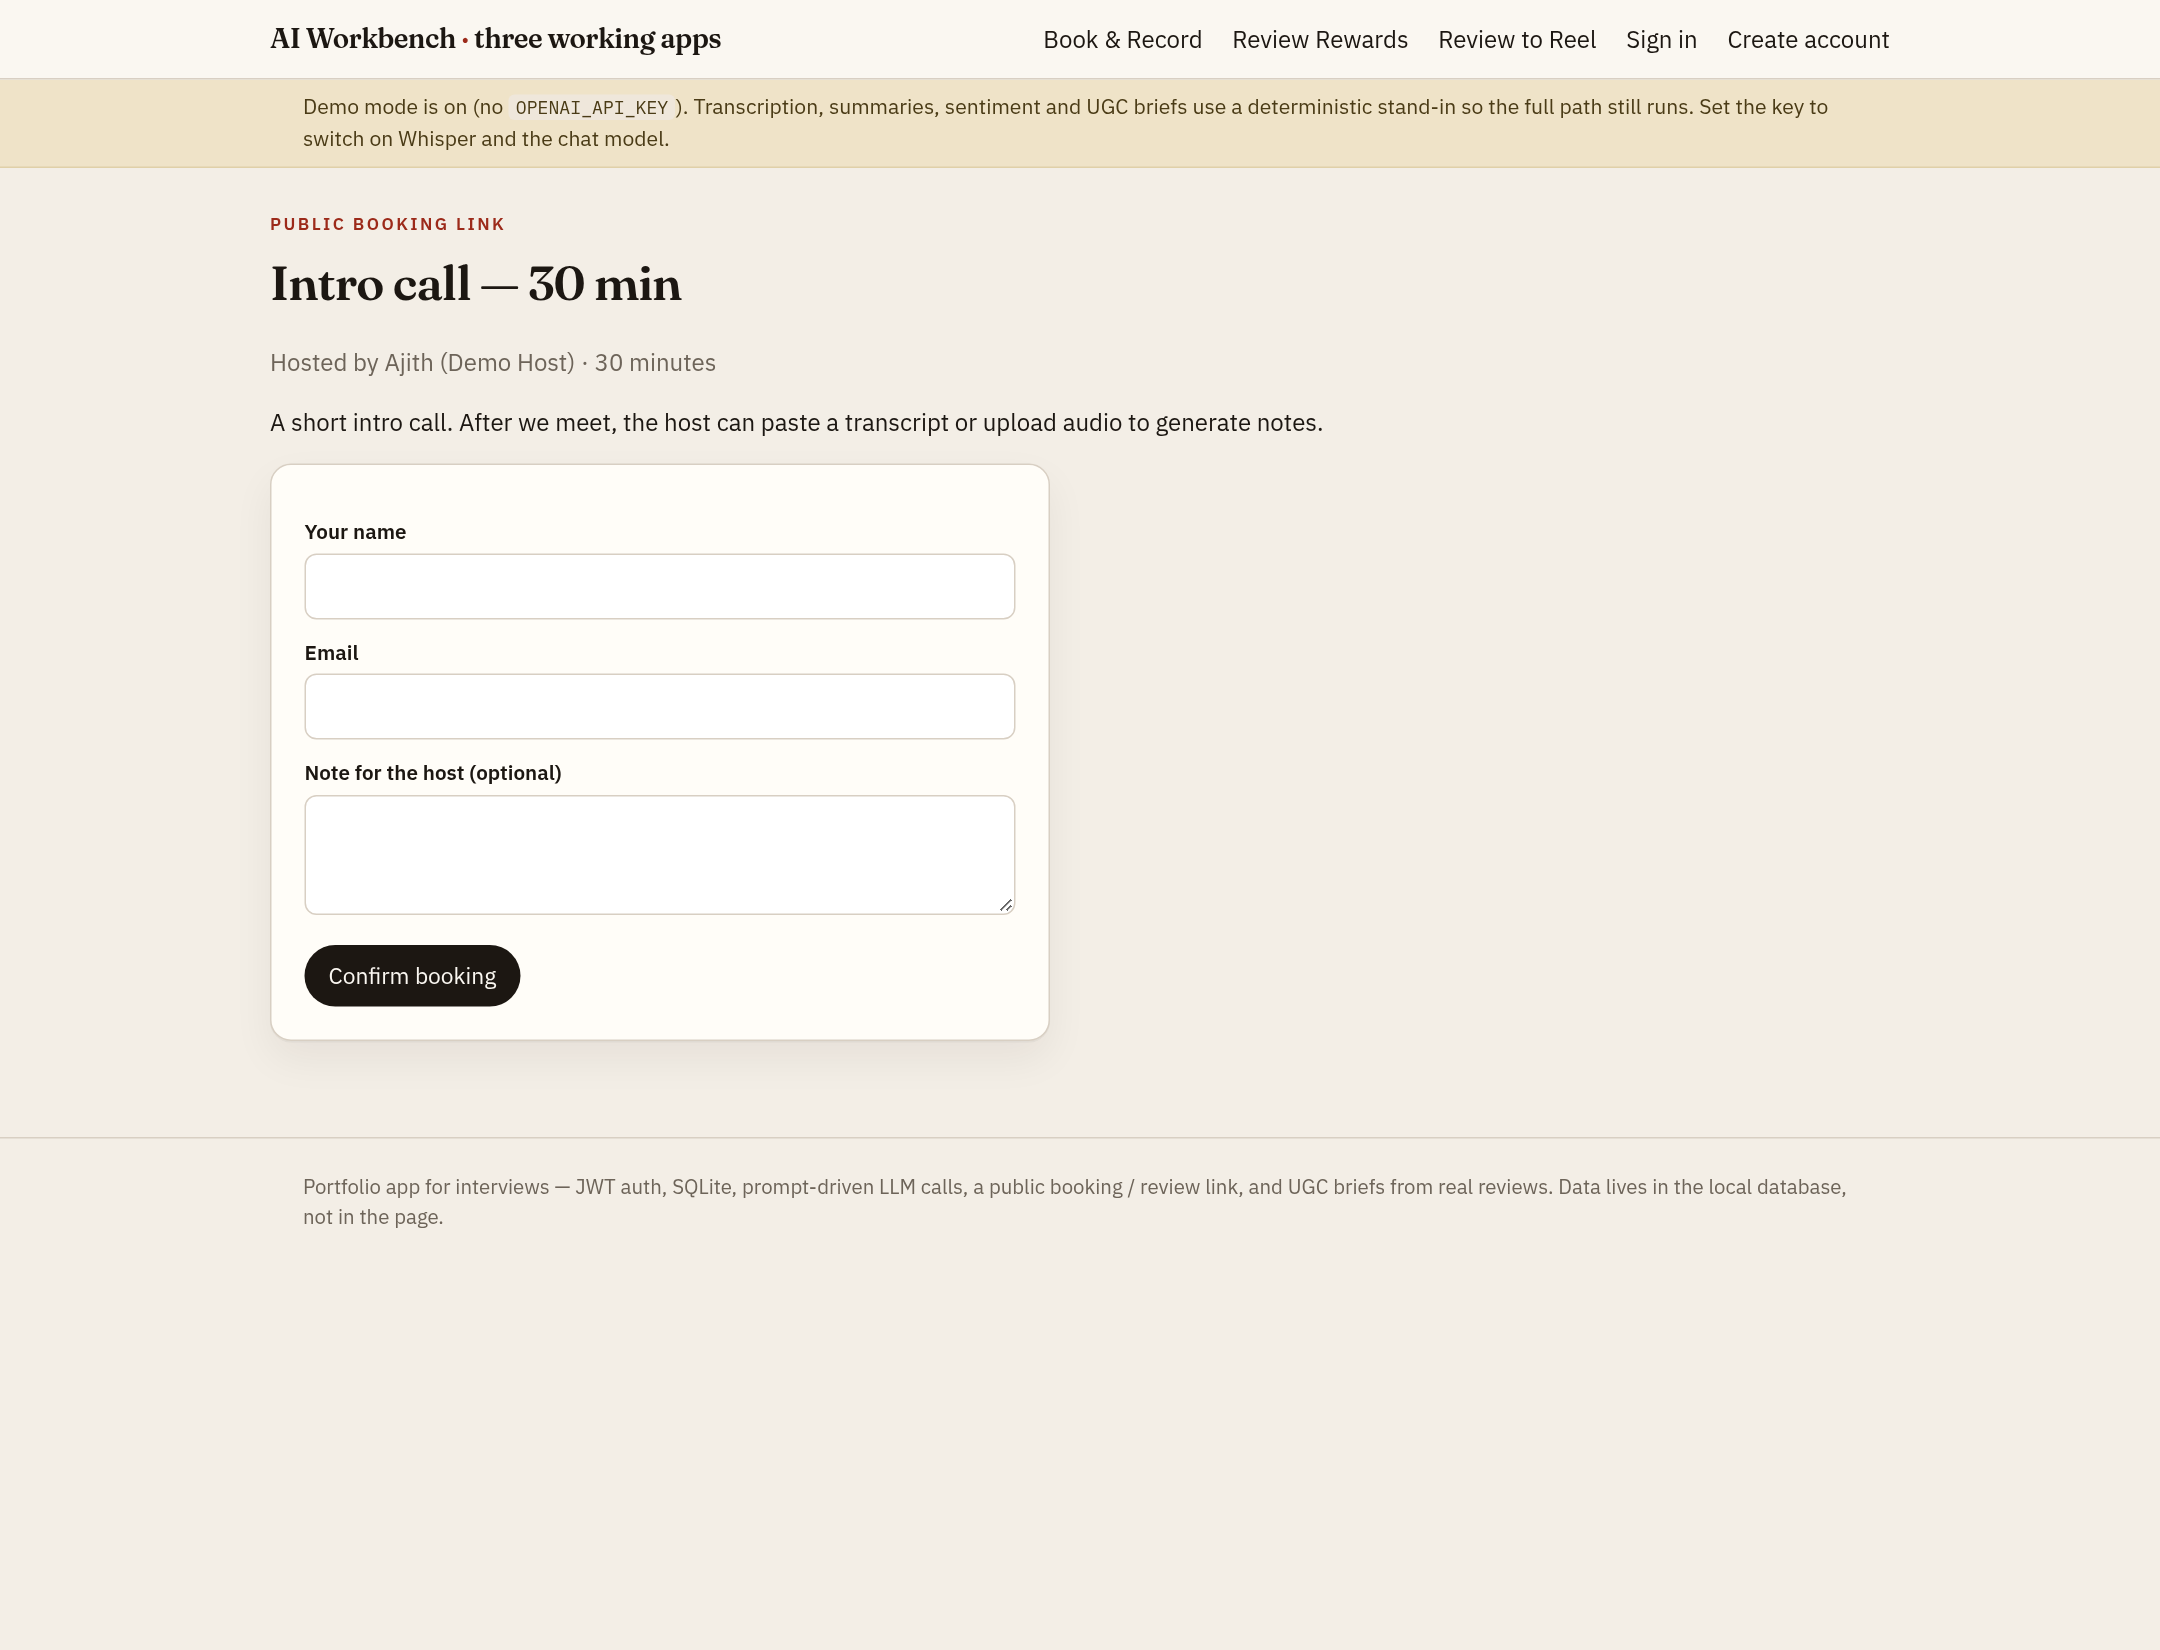 AI Workbench · three working apps
Book & Record
Review Rewards
Review to Reel
Sign in
Create account
Demo mode is on (no OPENAI_API_KEY). Transcription, summaries, sentiment and UGC briefs use a deterministic stand-in so the full path still runs. Set the key to
switch on Whisper and the chat model.
PUBLIC BOOKING LINK
Intro call — 30 min
Hosted by Ajith (Demo Host) · 30 minutes
A short intro call. After we meet, the host can paste a transcript or upload audio to generate notes.
Your name
Email
Note for the host (optional)
Confirm booking
Portfolio app for interviews — JWT auth, SQLite, prompt-driven LLM calls, a public booking / review link, and UGC briefs from real reviews. Data lives in the local database,
not in the page.